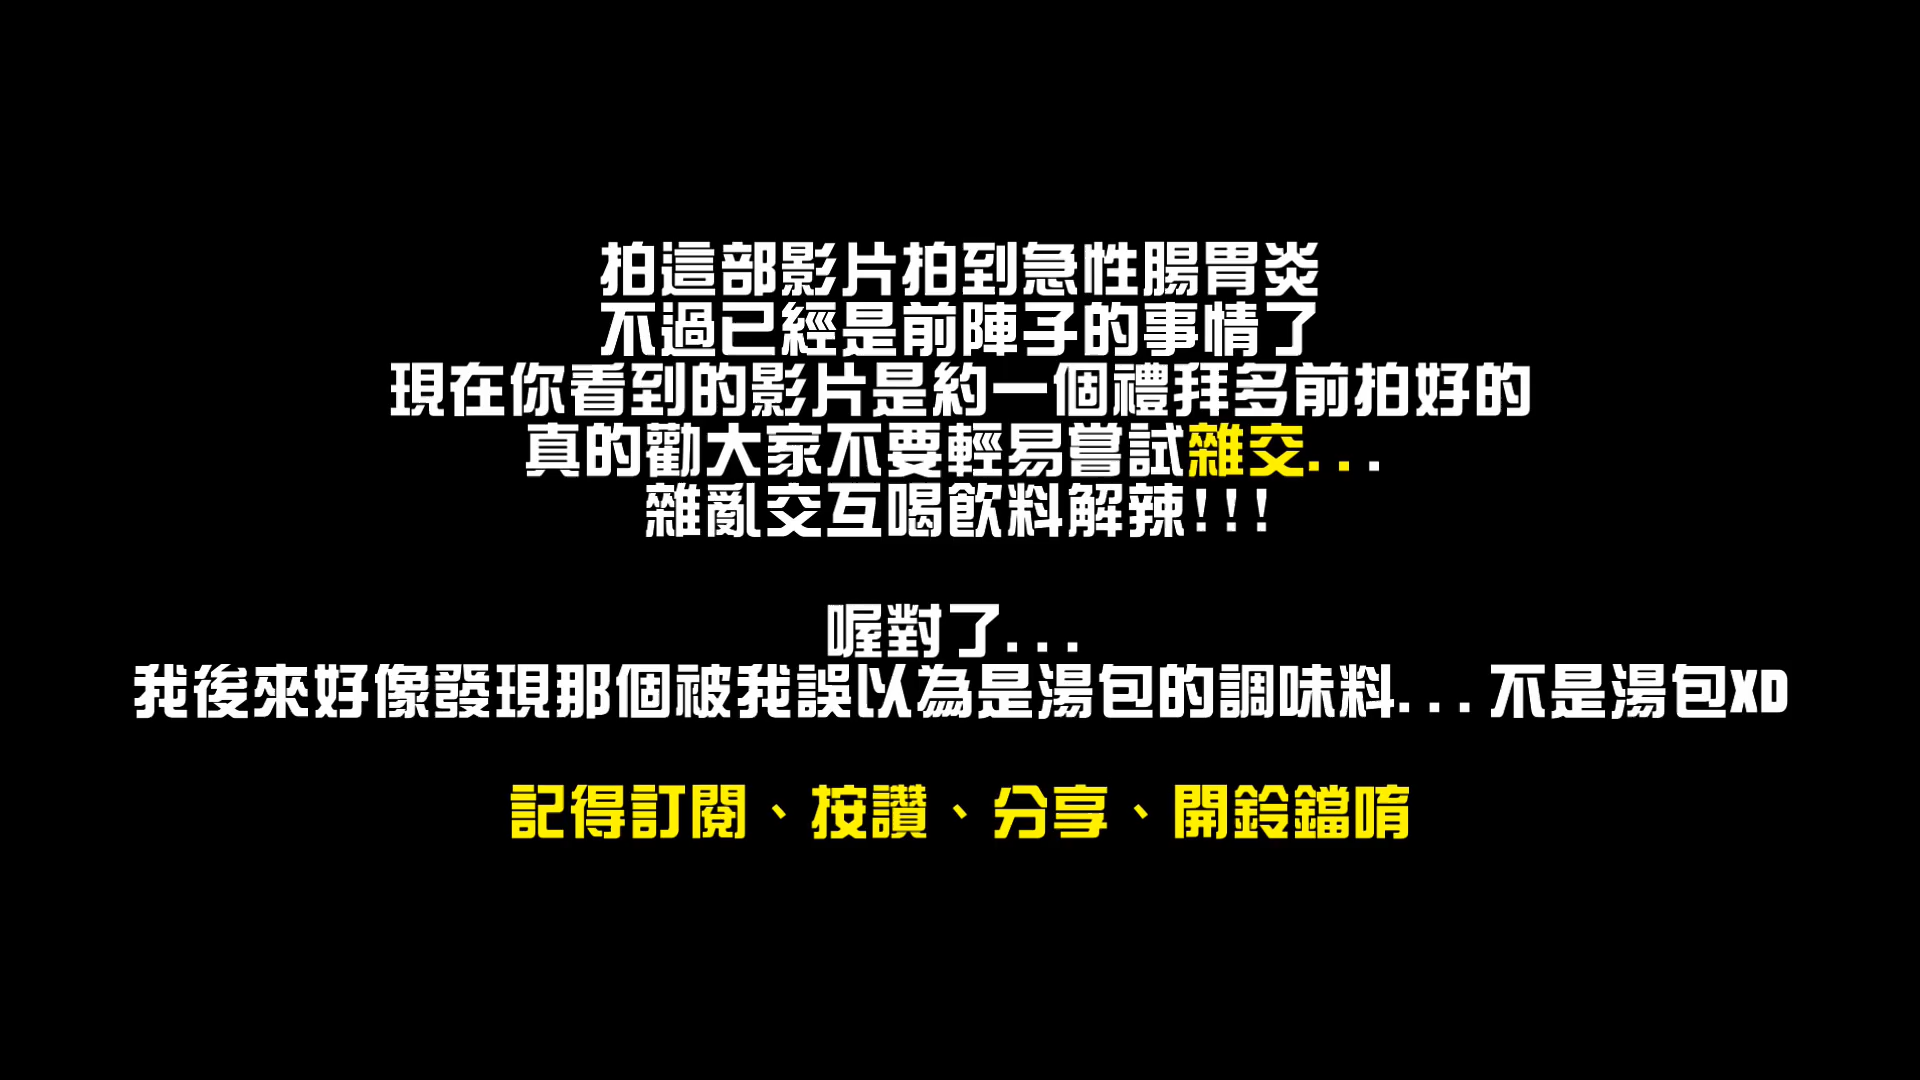 拍這部影片拍到急性腸胃炎
不過已經是前陣子的事情了
現在你看到的影片是約一個禮拜多前拍好的
真的勸大家不要輕易嘗試雜交...
雜亂交互喝飲料解辣!!!
喔對了...
我後來好像發現那個被我誤以為是湯包的調味料...不是湯包XD
記得訂閱、按讚、分享、開鈴鐺唷